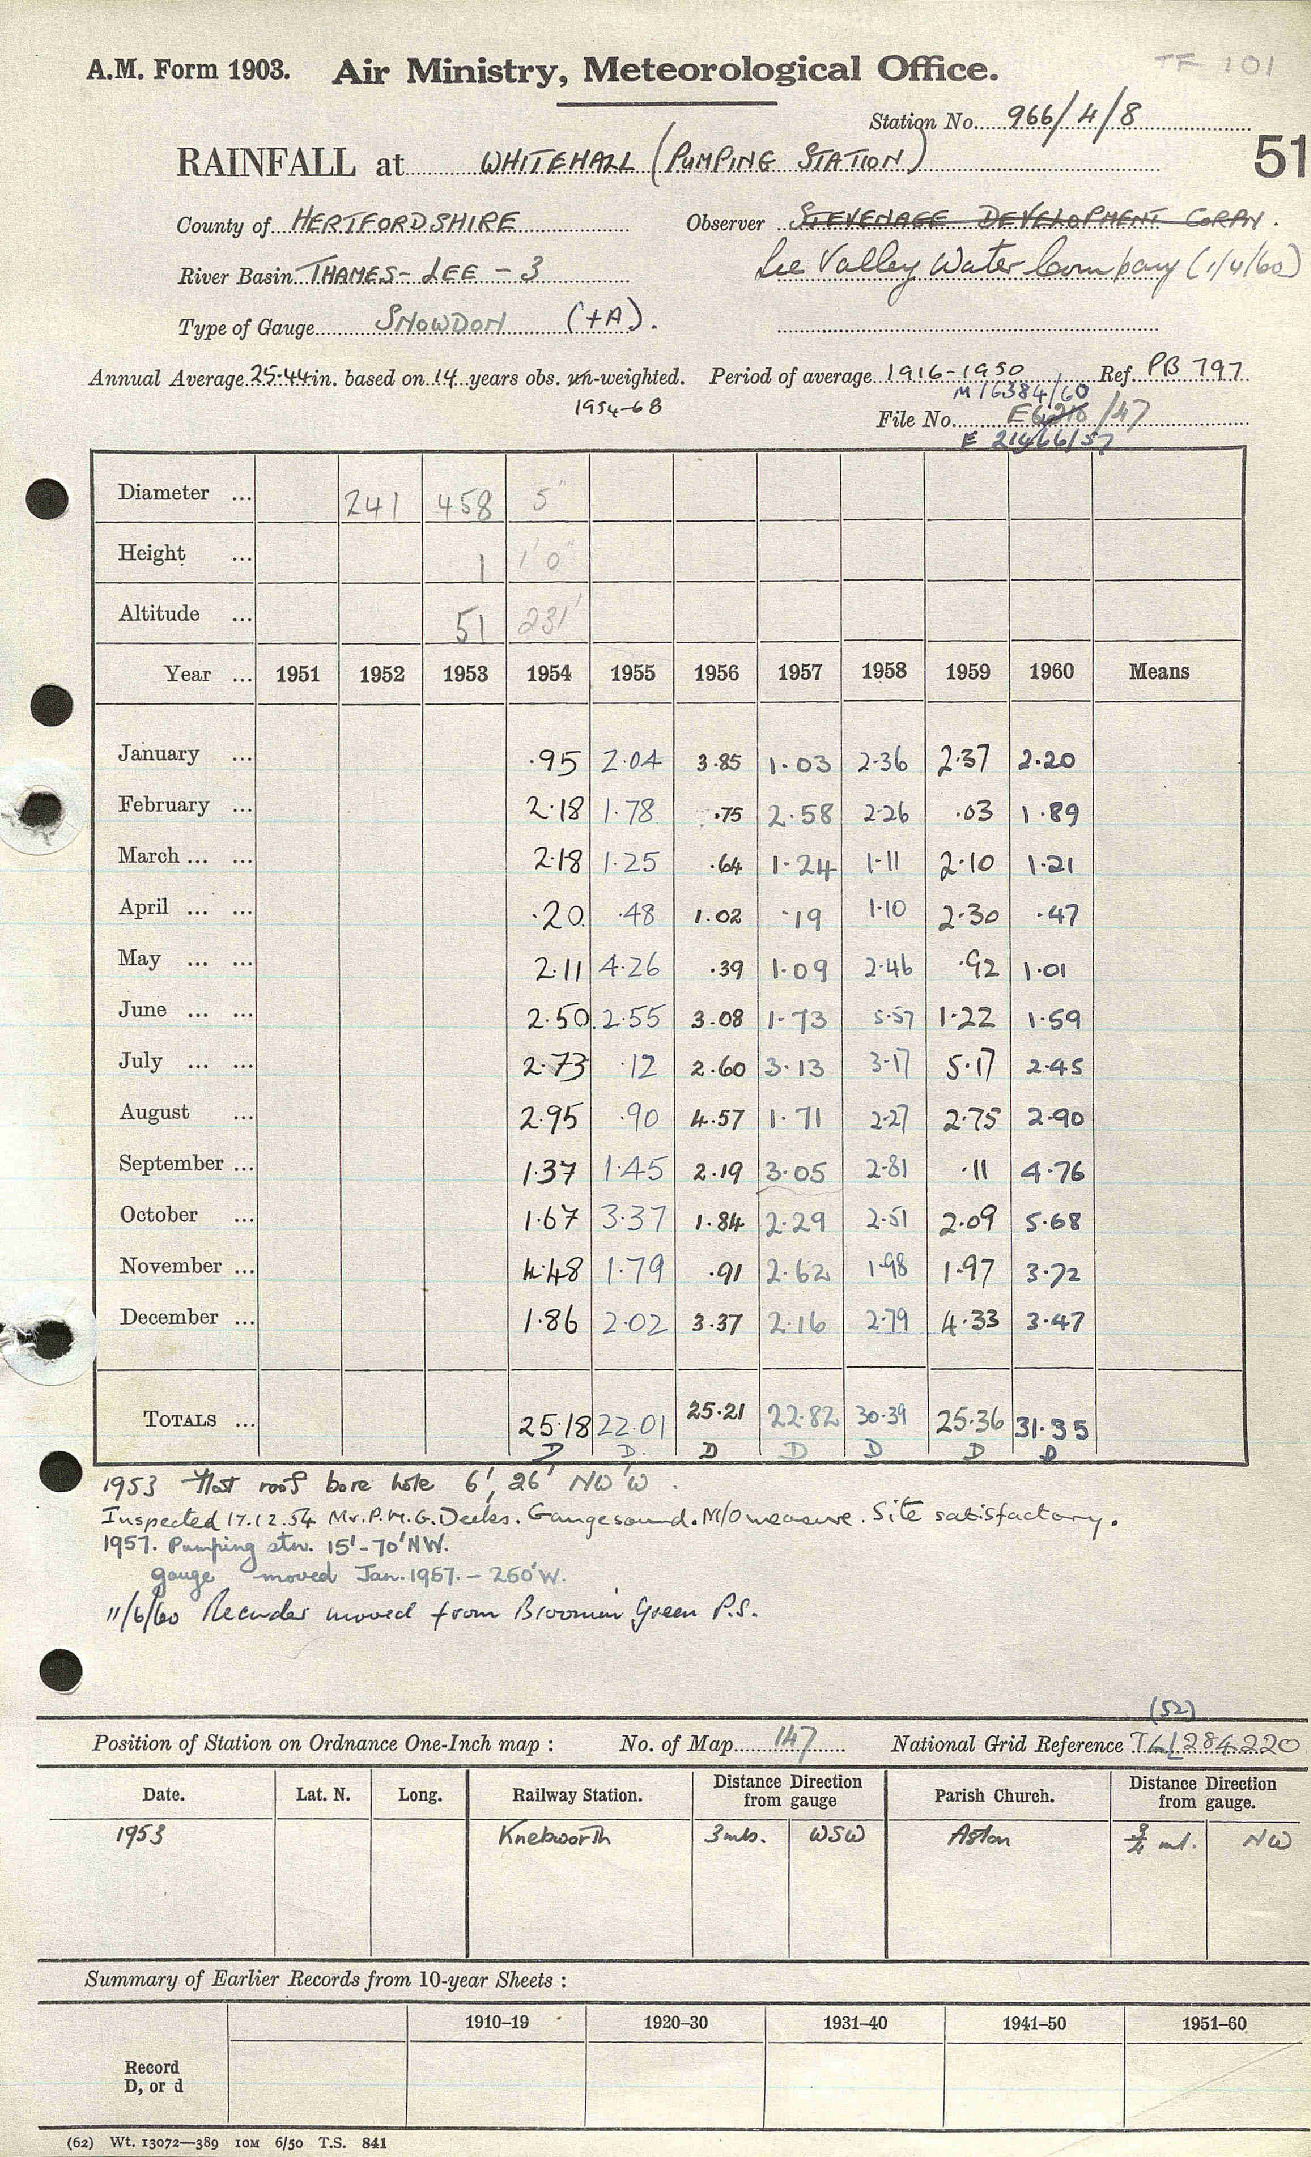 TF 101
A.M. Form 1903. Air Ministry, Meteorological Office.
Station No. 966/4/8
51
RAINFALL at WHITEHALL (PUMPING STATION)
County of HERTFORDSHIRE Observer STEVENAGE DEVELOPMENT CORPN.
River Basin THAMES-LEE-3 Lee Valley Water Company (1/4/60)
Type of Gauge SNOWDON (+A).
Annual Average 25.44 in. based on 14 years obs. un-weighted. Period of average 1916-1950 Ref. PB 797
1954-68 M16384/60
File No. /47
E 21466/57
Diameter ... 241 458 5"
Height ... 1 1'0"
Altitude ... 51 231'
Year ... 1951 1952 1953 1954 1955 1956 1957 1958 1959 1960 Means
January ... .95 2.04 3.85 1.03 2.36 2.37 2.20
February ... 2.18 1.78 .75 2.58 2.26 .03 1.89
March ... ... 2.18 1.25 .64 1.24 1.11 2.10 1.21
April ... ... .20 .48 1.02 .19 1.10 2.30 .47
May ... ... 2.11 4.26 .39 1.09 2.46 .92 1.01
June ... ... 2.50 2.55 3.08 1.73 5.57 1.22 1.59
July ... ... 2.73 .12 2.60 3.13 3.17 5.17 2.45
August ... 2.95 .90 4.57 1.71 2.27 2.75 2.90
September ... 1.37 1.45 2.19 3.05 2.81 .11 4.76
October ... 1.67 3.37 1.84 2.29 2.51 2.09 5.68
November ... 4.48 1.79 .91 2.62 1.98 1.97 3.72
December ... 1.86 2.02 3.37 2.16 2.79 4.33 3.47
TOTALS ... 25.18 22.01 25.21 22.82 30.39 25.36 31.35
D D D D D D D
1953 Flat roof bore hole 6', 26' NW'W.
Inspected 17.12.54 Mr. P.M.G. Deeks. Gauge sound. M/O measure. Site satisfactory.
1957. Pumping stn. 15'-70'NW.
gauge moved Jan. 1957. - 250'W.
11/6/60 Recorder moved from Broomin Green P.S.
(52)
Position of Station on Ordnance One-Inch map : No. of Map 147 National Grid Reference TL 284220
Date. Lat. N. Long. Railway Station. Distance Direction from gauge Parish Church. Distance Direction from gauge.
1953 Knebworth 3 mls. WSW Aston 3/4 ml. NW
Summary of Earlier Records from 10-year Sheets :
1910–19 1920–30 1931–40 1941–50 1951–60
Record
D, or d
(62) Wt. 13072—389 10M 6/50 T.S. 841